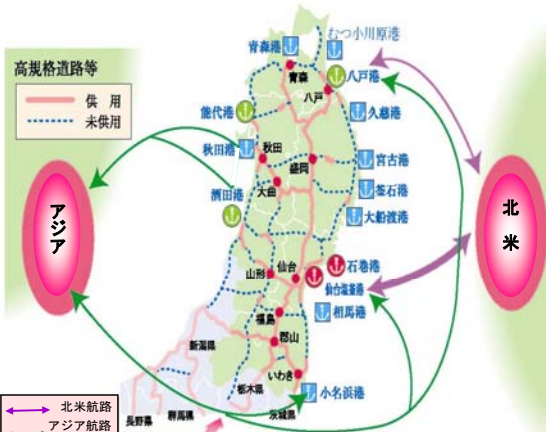 むつ小川原港
青森港
青森
八戸港
八戸
高規格道路等
供用
未供用
能代港
久慈港
秋田港
秋田
盛岡
宮古港
大曲
釜石港
酒田港
大船渡港
アジア
北米
仙台
石巻港
山形
仙台塩釜港
福島
相馬港
新潟県
郡山
いわき
小名浜港
栃木県
長野県
群馬県
茨城県
北米航路
アジア航路